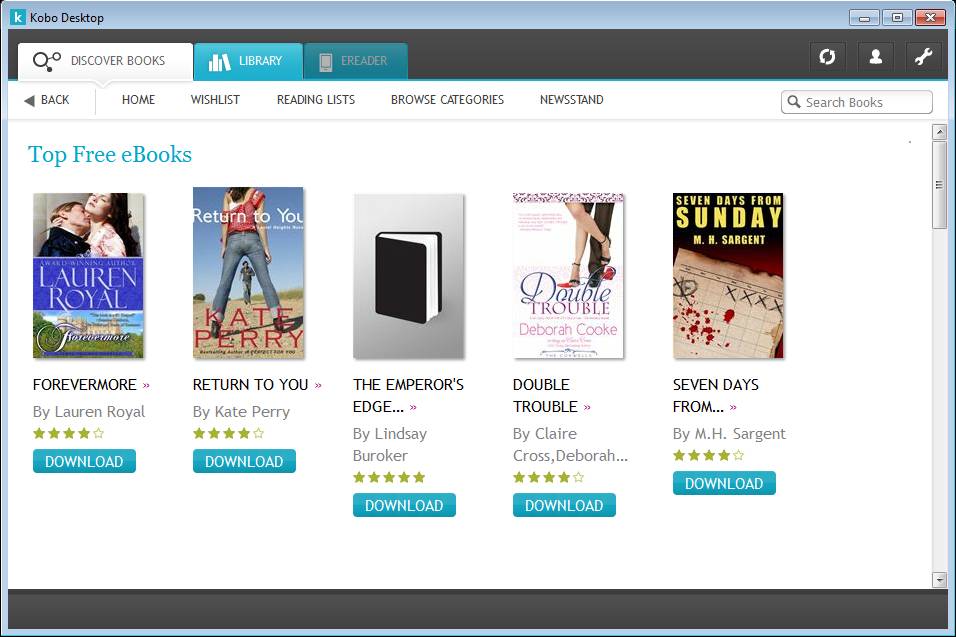 k Kobo Desktop
DISCOVER BOOKS
LIBRARY
EREADER
BACK
HOME
WISHLIST
READING LISTS
BROWSE CATEGORIES
NEWSSTAND
Search Books
Top Free eBooks
AWARD-WINNING AUTHOR
LAUREN
ROYAL
Forevermore
FOREVERMORE »
By Lauren Royal
DOWNLOAD
Return to You
KATE
PERRY
Bestselling Author of PERFECT FOR YOU
RETURN TO YOU »
By Kate Perry
DOWNLOAD
THE EMPEROR'S
EDGE... »
By Lindsay
Buroker
DOWNLOAD
Double
TROUBLE
Deborah Cooke
THE COXWELLS
DOUBLE
TROUBLE »
By Claire
Cross,Deborah...
DOWNLOAD
SEVEN DAYS FROM
SUNDAY
M. H. SARGENT
SEVEN DAYS
FROM... »
By M.H. Sargent
DOWNLOAD